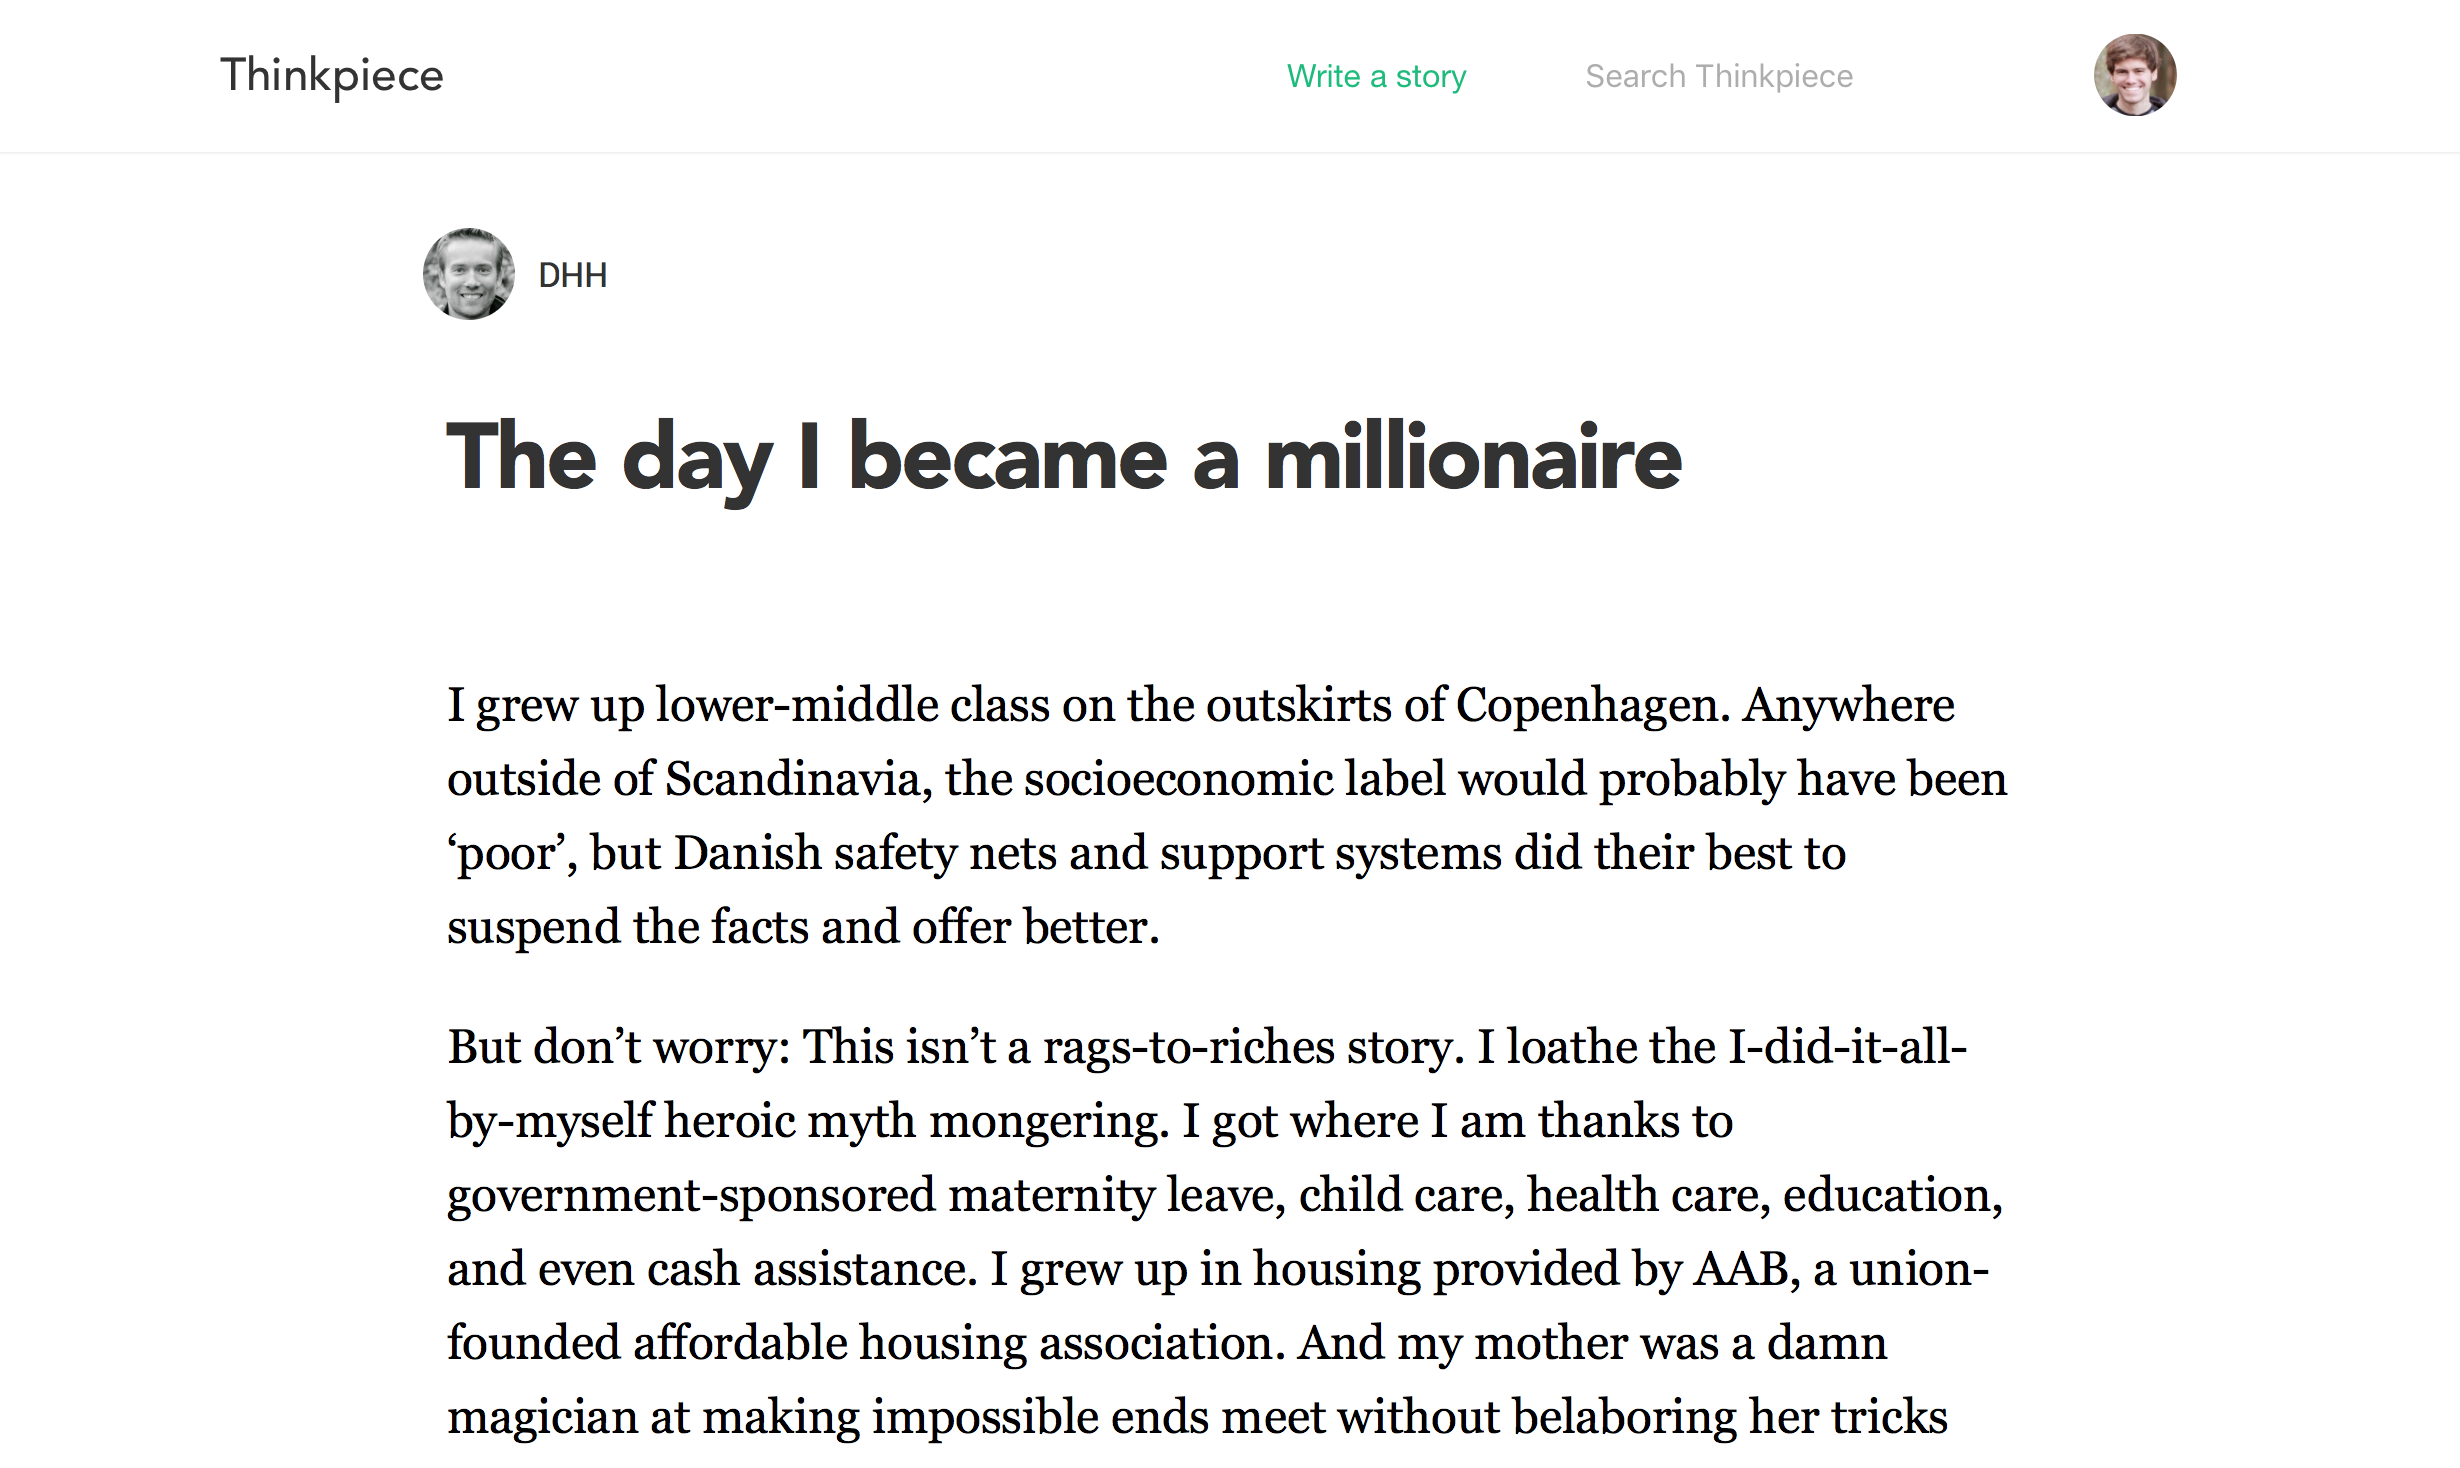 Thinkpiece
Write a story
Search Thinkpiece
DHH
The day I became a millionaire
I grew up lower-middle class on the outskirts of Copenhagen. Anywhere
outside of Scandinavia, the socioeconomic label would probably have been
‘poor’, but Danish safety nets and support systems did their best to
suspend the facts and offer better.
But don’t worry: This isn’t a rags-to-riches story. I loathe the I-did-it-all-
by-myself heroic myth mongering. I got where I am thanks to
government-sponsored maternity leave, child care, health care, education,
and even cash assistance. I grew up in housing provided by AAB, a union-
founded affordable housing association. And my mother was a damn
magician at making impossible ends meet without belaboring her tricks